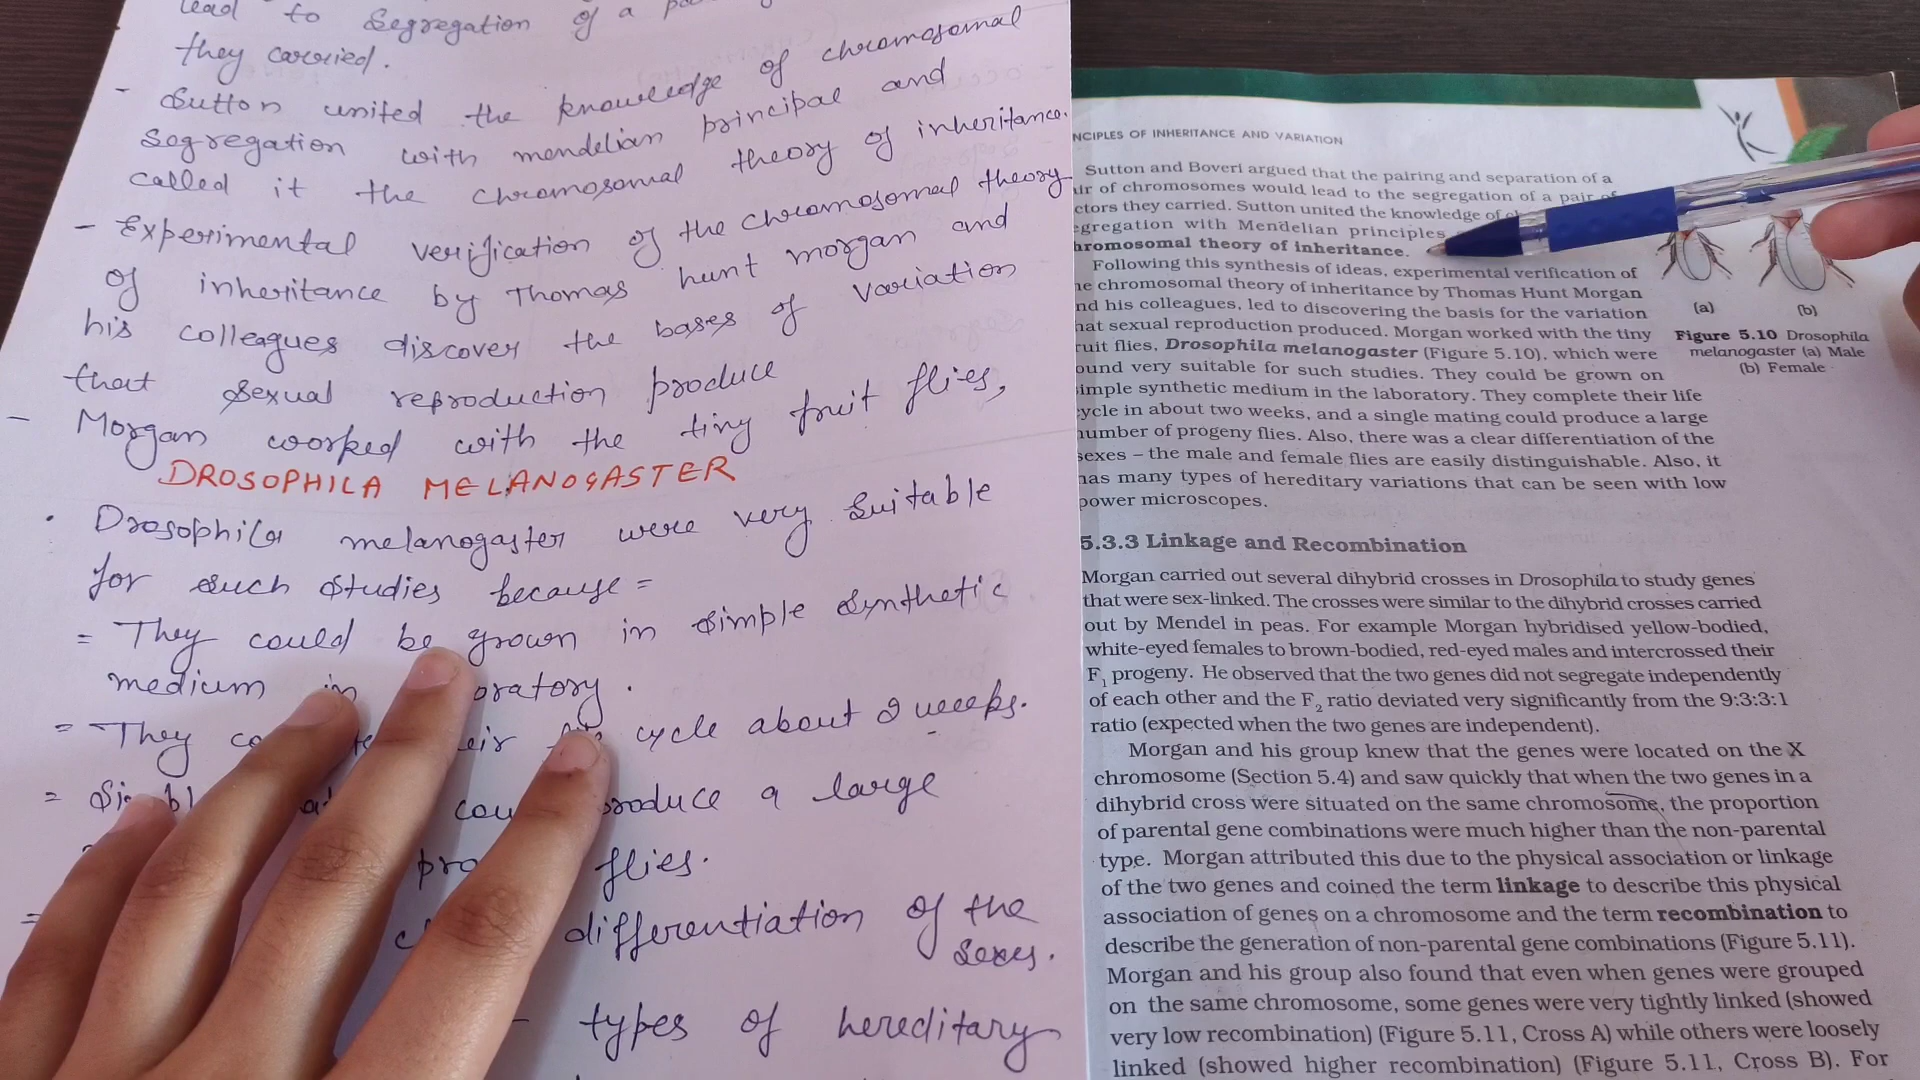 lead to Segregation of a
they carried.
- Sutton united the knowledge of chromosomal
Segregation with mendelian principal and
called it the chromosomal theory of inheritance.
- Experimental verification of the chromosomal theory
of inheritance by Thomas hunt morgan and
his colleagues discover the bases of variation
that sexual reproduction produce
- Morgan worked with the tiny fruit flies,
DROSOPHILA MELANOGASTER
• Drosophila melanogaster were very suitable
for such studies because =
= They could be grown in simple synthetic
medium in oratory.
= They eir cycle about 2 weeks.
= produce a large
flies.
= differentiation of the
sexes.
- types of hereditary
NCIPLES OF INHERITANCE AND VARIATION
Sutton and Boveri argued that the pairing and separation of a
ir of chromosomes would lead to the segregation of a pair of
ctors they carried. Sutton united the knowledge of
egregation with Mendelian principles
hromosomal theory of inheritance.
Following this synthesis of ideas, experimental verification of
he chromosomal theory of inheritance by Thomas Hunt Morgan
nd his colleagues, led to discovering the basis for the variation
hat sexual reproduction produced. Morgan worked with the tiny
ruit flies, Drosophila melanogaster (Figure 5.10), which were
ound very suitable for such studies. They could be grown on
imple synthetic medium in the laboratory. They complete their life
ycle in about two weeks, and a single mating could produce a large
number of progeny flies. Also, there was a clear differentiation of the
sexes – the male and female flies are easily distinguishable. Also, it
has many types of hereditary variations that can be seen with low
power microscopes.
(a) (b)
Figure 5.10 Drosophila
melanogaster (a) Male
(b) Female
5.3.3 Linkage and Recombination
Morgan carried out several dihybrid crosses in Drosophila to study genes
that were sex-linked. The crosses were similar to the dihybrid crosses carried
out by Mendel in peas. For example Morgan hybridised yellow-bodied,
white-eyed females to brown-bodied, red-eyed males and intercrossed their
F1 progeny. He observed that the two genes did not segregate independently
of each other and the F2 ratio deviated very significantly from the 9:3:3:1
ratio (expected when the two genes are independent).
Morgan and his group knew that the genes were located on the X
chromosome (Section 5.4) and saw quickly that when the two genes in a
dihybrid cross were situated on the same chromosome, the proportion
of parental gene combinations were much higher than the non-parental
type. Morgan attributed this due to the physical association or linkage
of the two genes and coined the term linkage to describe this physical
association of genes on a chromosome and the term recombination to
describe the generation of non-parental gene combinations (Figure 5.11).
Morgan and his group also found that even when genes were grouped
on the same chromosome, some genes were very tightly linked (showed
very low recombination) (Figure 5.11, Cross A) while others were loosely
linked (showed higher recombination) (Figure 5.11, Cross B). For